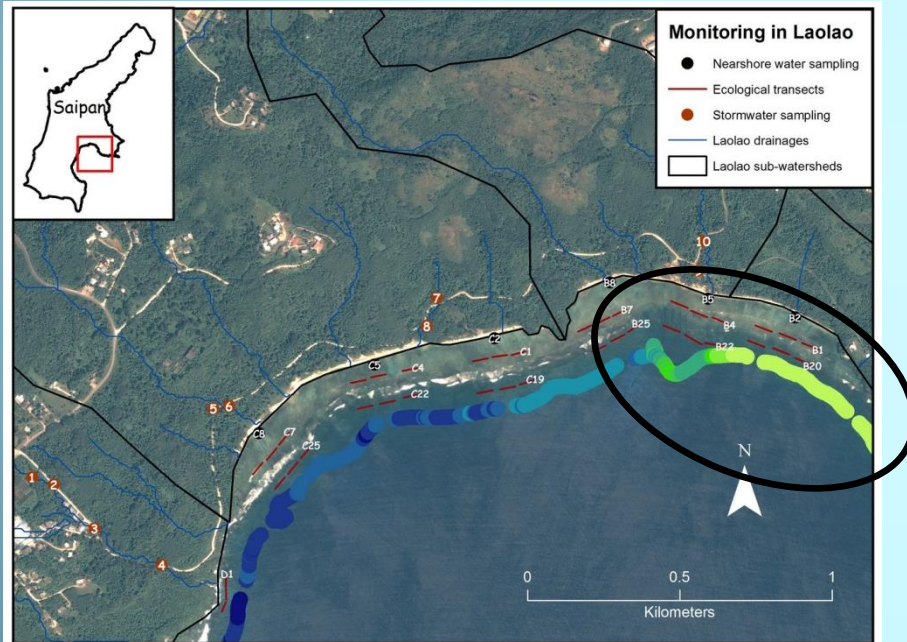 Saipan
Monitoring in Laolao
Nearshore water sampling
Ecological transects
Stormwater sampling
Laolao drainages
Laolao sub-watersheds
10
B8
7
B5
B7
B2
8
B25
B4
C2
B1
C1
B22
B20
C5
C4
C19
C22
5
6
C8
C7
C25
N
1
2
3
4
D1
0
0.5
1
Kilometers